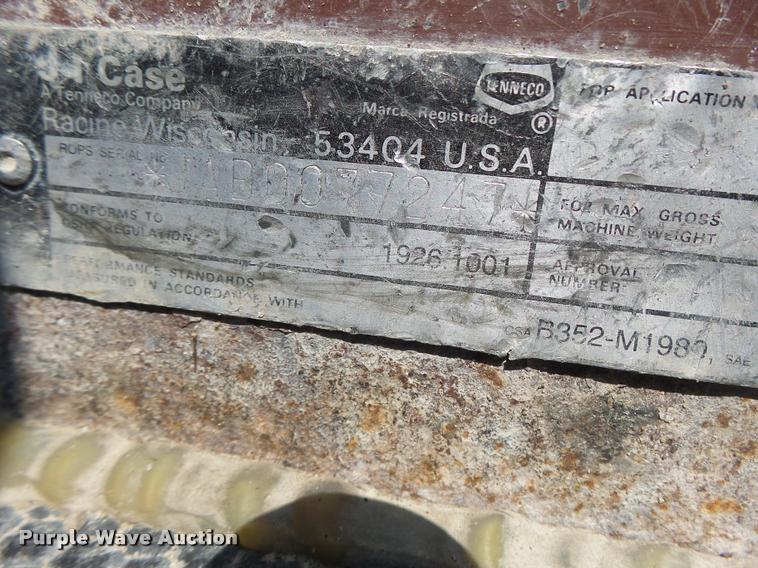 J I Case
A Tenneco Company
Racine Wisconsin 53404 U.S.A.
TENNECO
Marca Registrada ®
ROPS SERIAL NO.
*J1R0077247*
CONFORMS TO
REGULATION
1926.1001
PERFORMANCE STANDARDS
MEASURED IN ACCORDANCE WITH
CSA B352-M1980, SAE
FOR APPLICATION
FOR MAX GROSS
MACHINE WEIGHT
APPROVAL
NUMBER
Purple Wave Auction